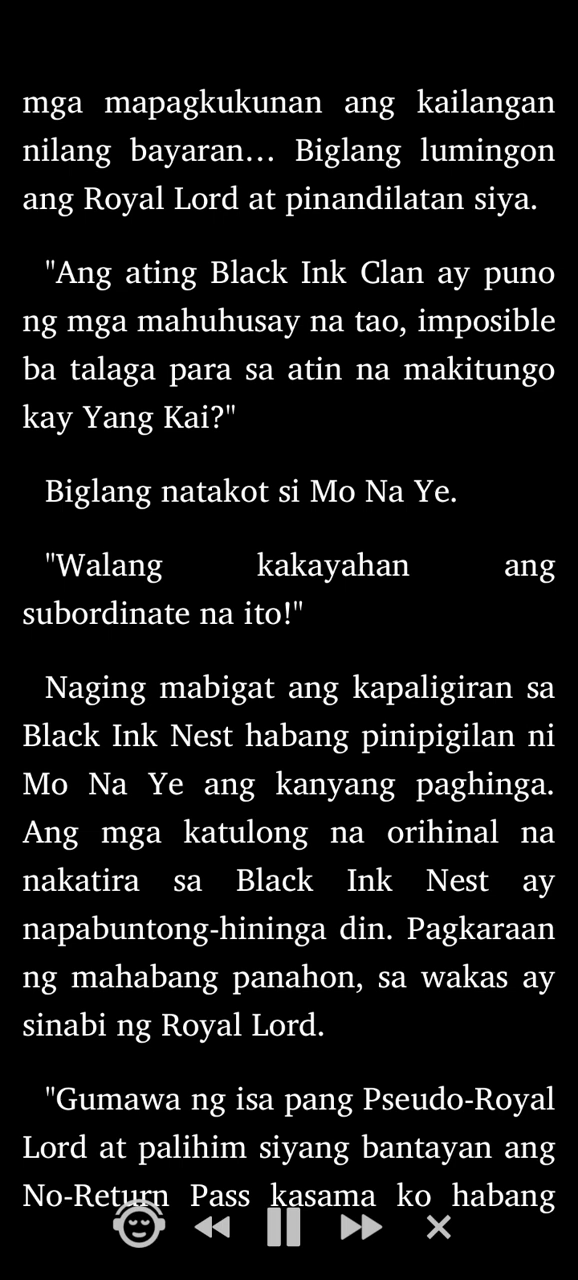 mga mapagkukunan ang kailangan
nilang bayaran... Biglang lumingon
ang Royal Lord at pinandilatan siya.
"Ang ating Black Ink Clan ay puno
ng mga mahuhusay na tao, imposible
ba talaga para sa atin na makitungo
kay Yang Kai?"
Biglang natakot si Mo Na Ye.
"Walang kakayahan ang
subordinate na ito!"
Naging mabigat ang kapaligiran sa
Black Ink Nest habang pinipigilan ni
Mo Na Ye ang kanyang paghinga.
Ang mga katulong na orihinal na
nakatira sa Black Ink Nest ay
napabuntong-hininga din. Pagkaraan
ng mahabang panahon, sa wakas ay
sinabi ng Royal Lord.
"Gumawa ng isa pang Pseudo-Royal
Lord at palihim siyang bantayan ang
No-Return Pass kasama ko habang